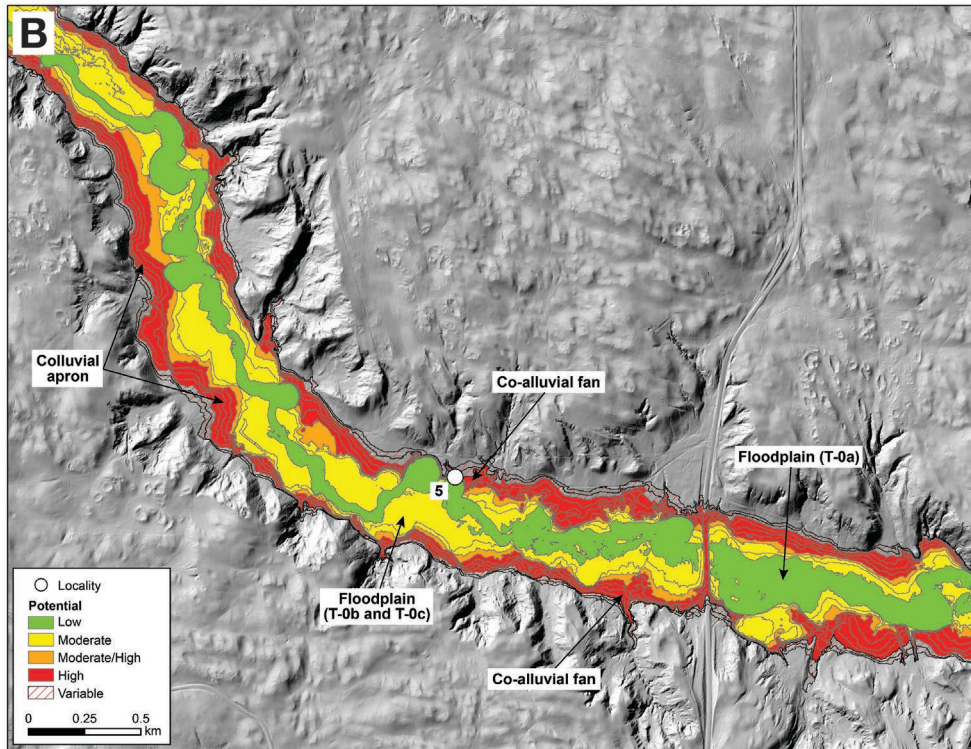 B
Colluvial
apron
Co-alluvial fan
5
Floodplain (T-0a)
Floodplain
(T-0b and T-0c)
Co-alluvial fan
Locality
Potential
Low
Moderate
Moderate/High
High
Variable
0 0.25 0.5
km